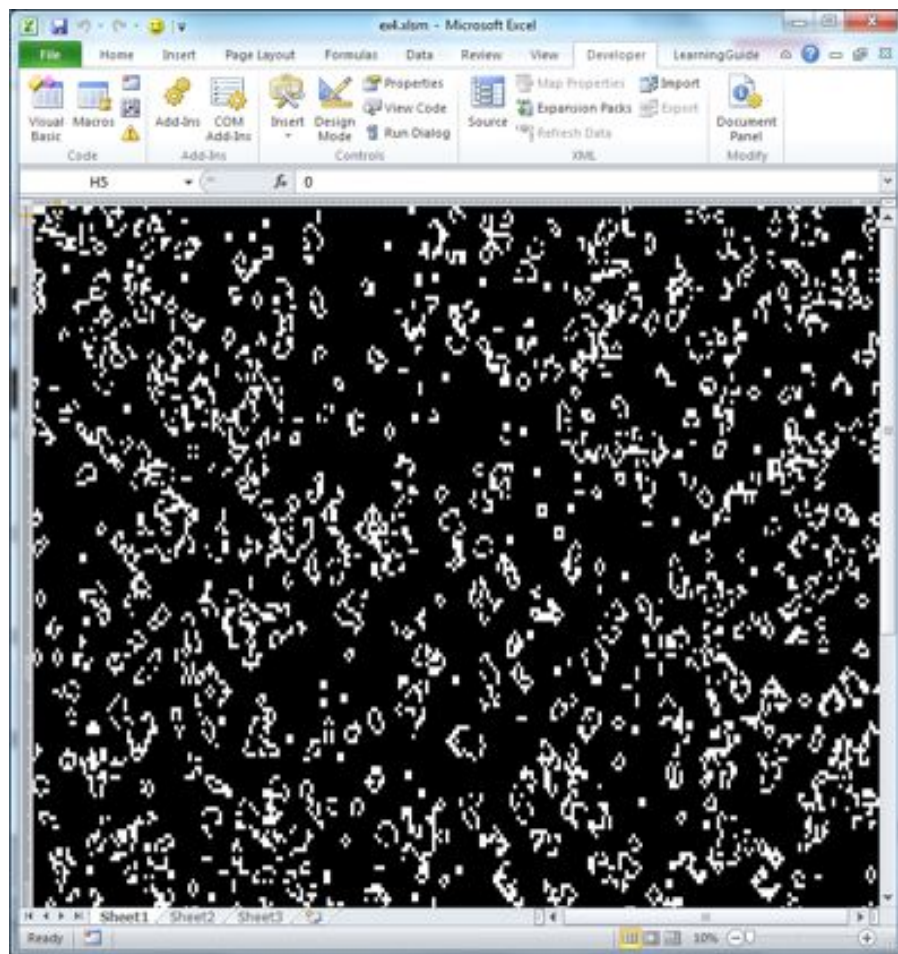 ex4.xlsm - Microsoft Excel
File Home Insert Page Layout Formulas Data Review View Developer LearningGuide
Visual Basic Macros Add-Ins COM Add-Ins Insert Design Mode Properties View Code Run Dialog Source Map Properties Expansion Packs Refresh Data Import Export Document Panel
Code Add-Ins Controls XML Modify
H5 fx 0
Sheet1 Sheet2 Sheet3
Ready 10%